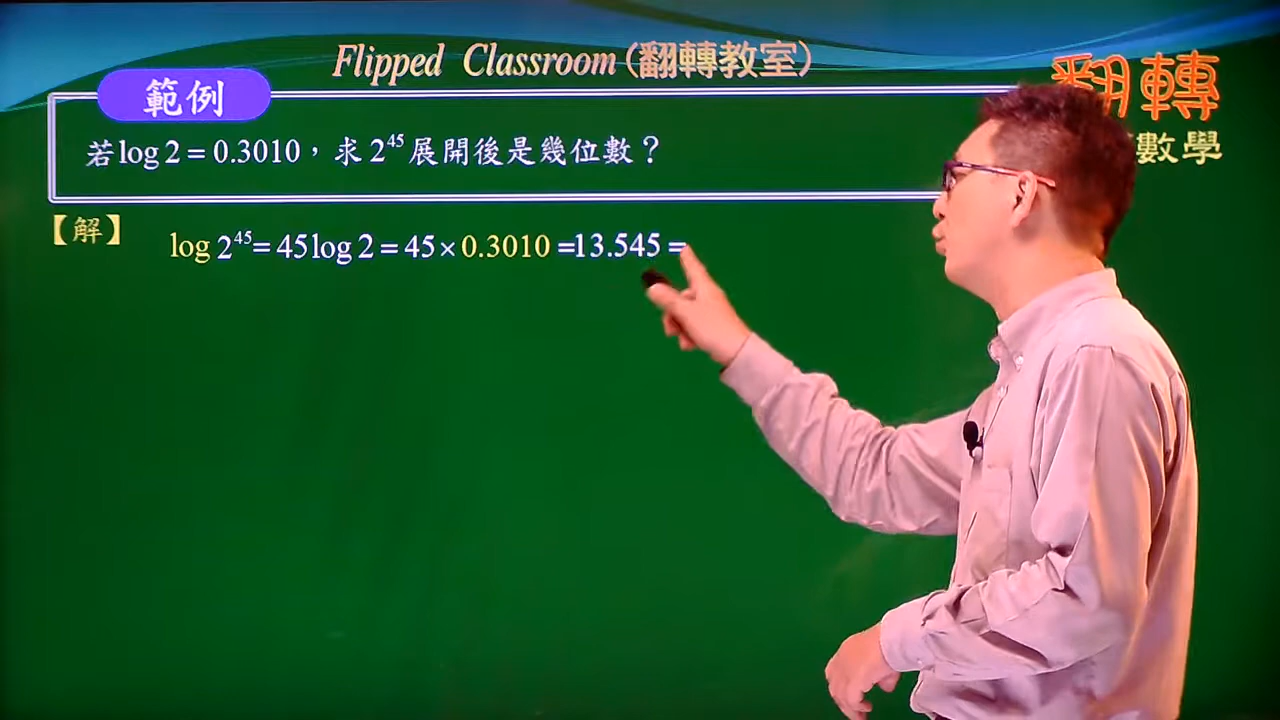 Flipped Classroom (翻轉教室)
翻轉
數學
範例
若 log 2 = 0.3010，求 2^45 展開後是幾位數？
【解】
log 2^45 = 45 log 2 = 45 × 0.3010 =13.545 =